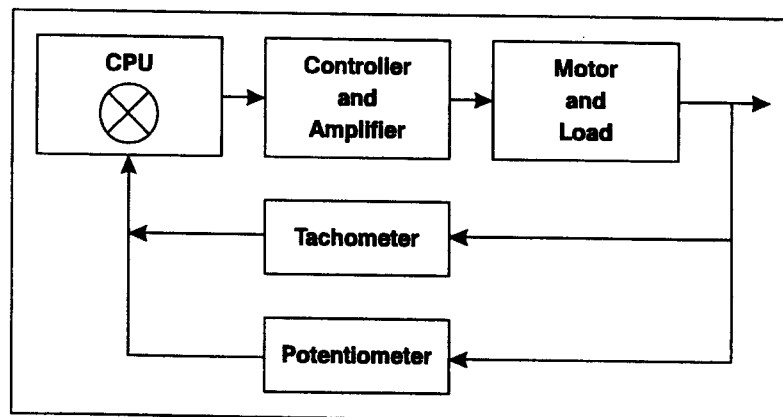 CPU
Controller
and
Amplifier
Motor
and
Load
Tachometer
Potentiometer